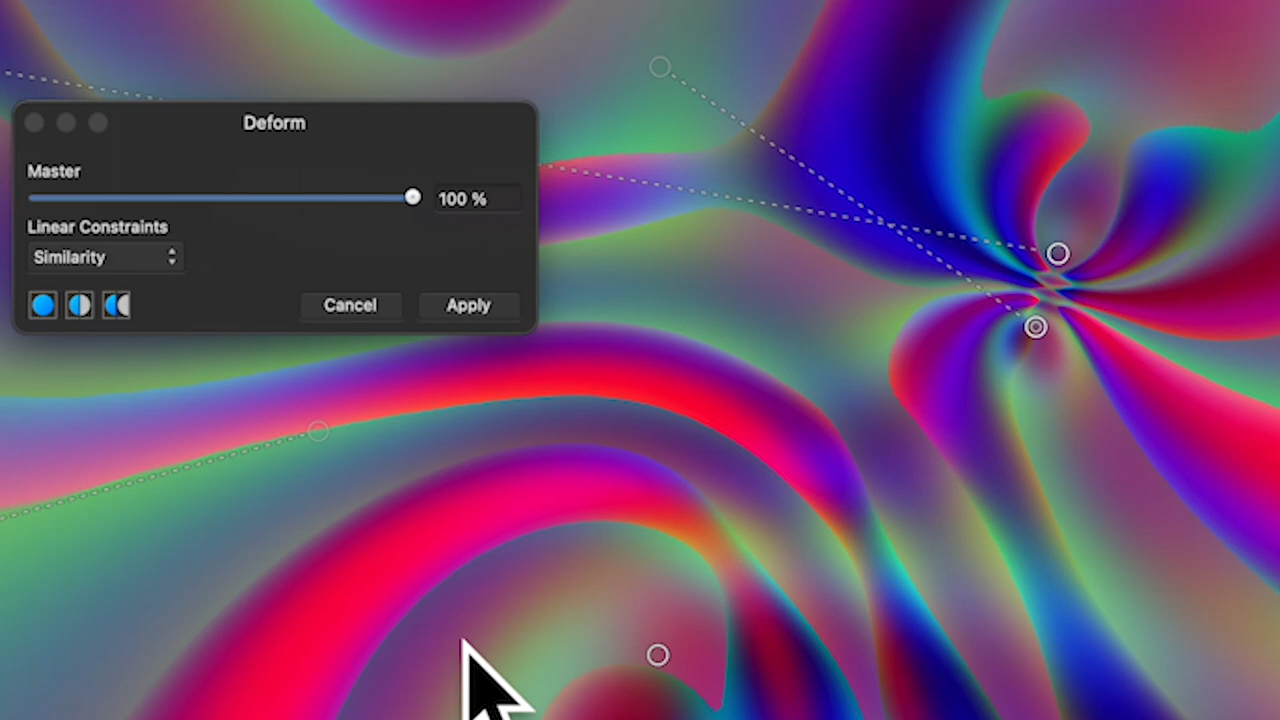 Deform
Master
100 %
Linear Constraints
Similarity
Cancel
Apply